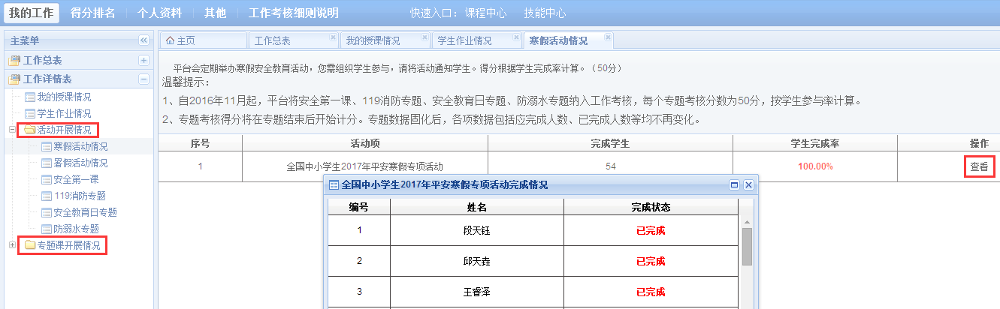 我的工作 得分排名 个人资料 其他 工作考核细则说明 快速入口： 课程中心 技能中心
主菜单
工作总表
工作详情表
我的授课情况
学生作业情况
活动开展情况
寒假活动情况
署假活动情况
安全第一课
119消防专题
安全教育日专题
防溺水专题
专题课开展情况
主页 工作总表 我的授课情况 学生作业情况 寒假活动情况
平台会定期举办寒假安全教育活动，您需组织学生参与，请将活动通知学生。得分根据学生完成率计算。（50分）
温馨提示：
1、自2016年11月起，平台将安全第一课、119消防专题、安全教育日专题、防溺水专题纳入工作考核，每个专题考核分数为50分，按学生参与率计算。
2、专题考核得分将在专题结束后开始计分。专题数据固化后，各项数据包括应完成人数、已完成人数等均不再变化。
序号 活动项 完成学生 学生完成率 操作
1 全国中小学生2017年平安寒假专项活动 54 100.00% 查看
全国中小学生2017年平安寒假专项活动完成情况
编号 姓名 完成状态
1 段天钰 已完成
2 邱天垚 已完成
3 王睿泽 已完成